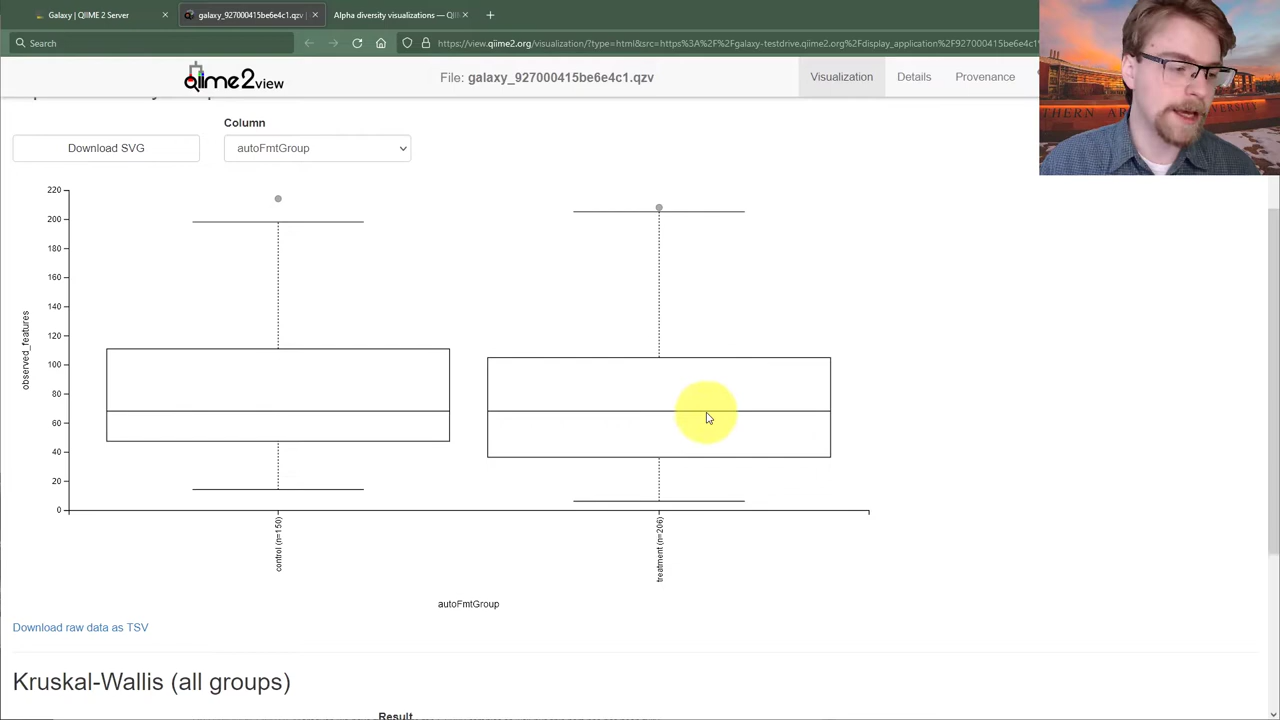 Galaxy | QIIME 2 Server
galaxy_927000415be6e4c1.qzv |
Alpha diversity visualizations — QII
Search
https://view.qiime2.org/visualization/?type=html&src=https%3A%2F%2Fgalaxy-testdrive.qiime2.org%2Fdisplay_application%2F927000415be6e4c1
qiime2view
File: galaxy_927000415be6e4c1.qzv
Visualization
Details
Provenance
Column
Download SVG
autoFmtGroup
220
200
180
160
140
120
100
80
60
40
20
0
observed_features
control (n=150)
treatment (n=206)
autoFmtGroup
Download raw data as TSV
Kruskal-Wallis (all groups)
Result